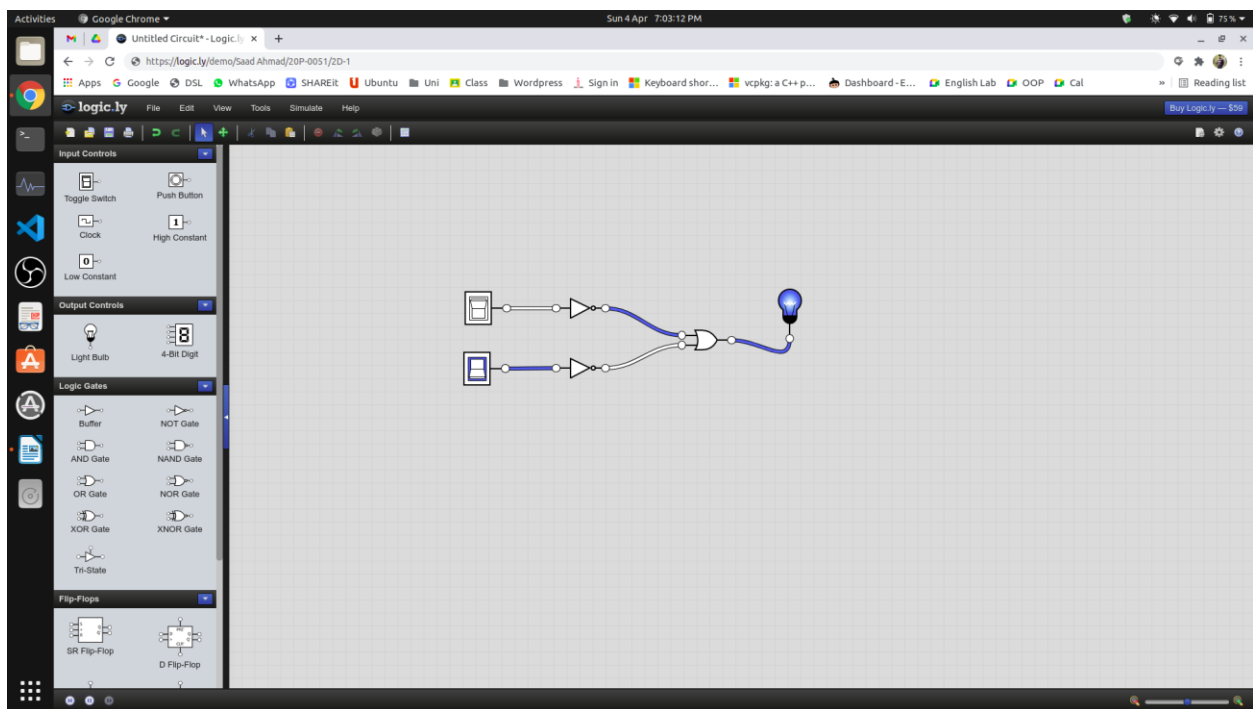 Activities Google Chrome Sun 4 Apr 7:03:12 PM 75%
Untitled Circuit* - Logic.ly
https://logic.ly/demo/Saad Ahmad/20P-0051/2D-1
Apps Google DSL WhatsApp SHAREit Ubuntu Uni Class Wordpress Sign in Keyboard shor... vcpkg: a C++ p... Dashboard - E... English Lab OOP Cal » Reading list
logic.ly File Edit View Tools Simulate Help Buy Logic.ly — $59
Input Controls
Toggle Switch Push Button
1
Clock High Constant
0
Low Constant
Output Controls
8
Light Bulb 4-Bit Digit
Logic Gates
Buffer NOT Gate
AND Gate NAND Gate
OR Gate NOR Gate
XOR Gate XNOR Gate
Tri-State
Flip-Flops
SR Flip-Flop
D Flip-Flop